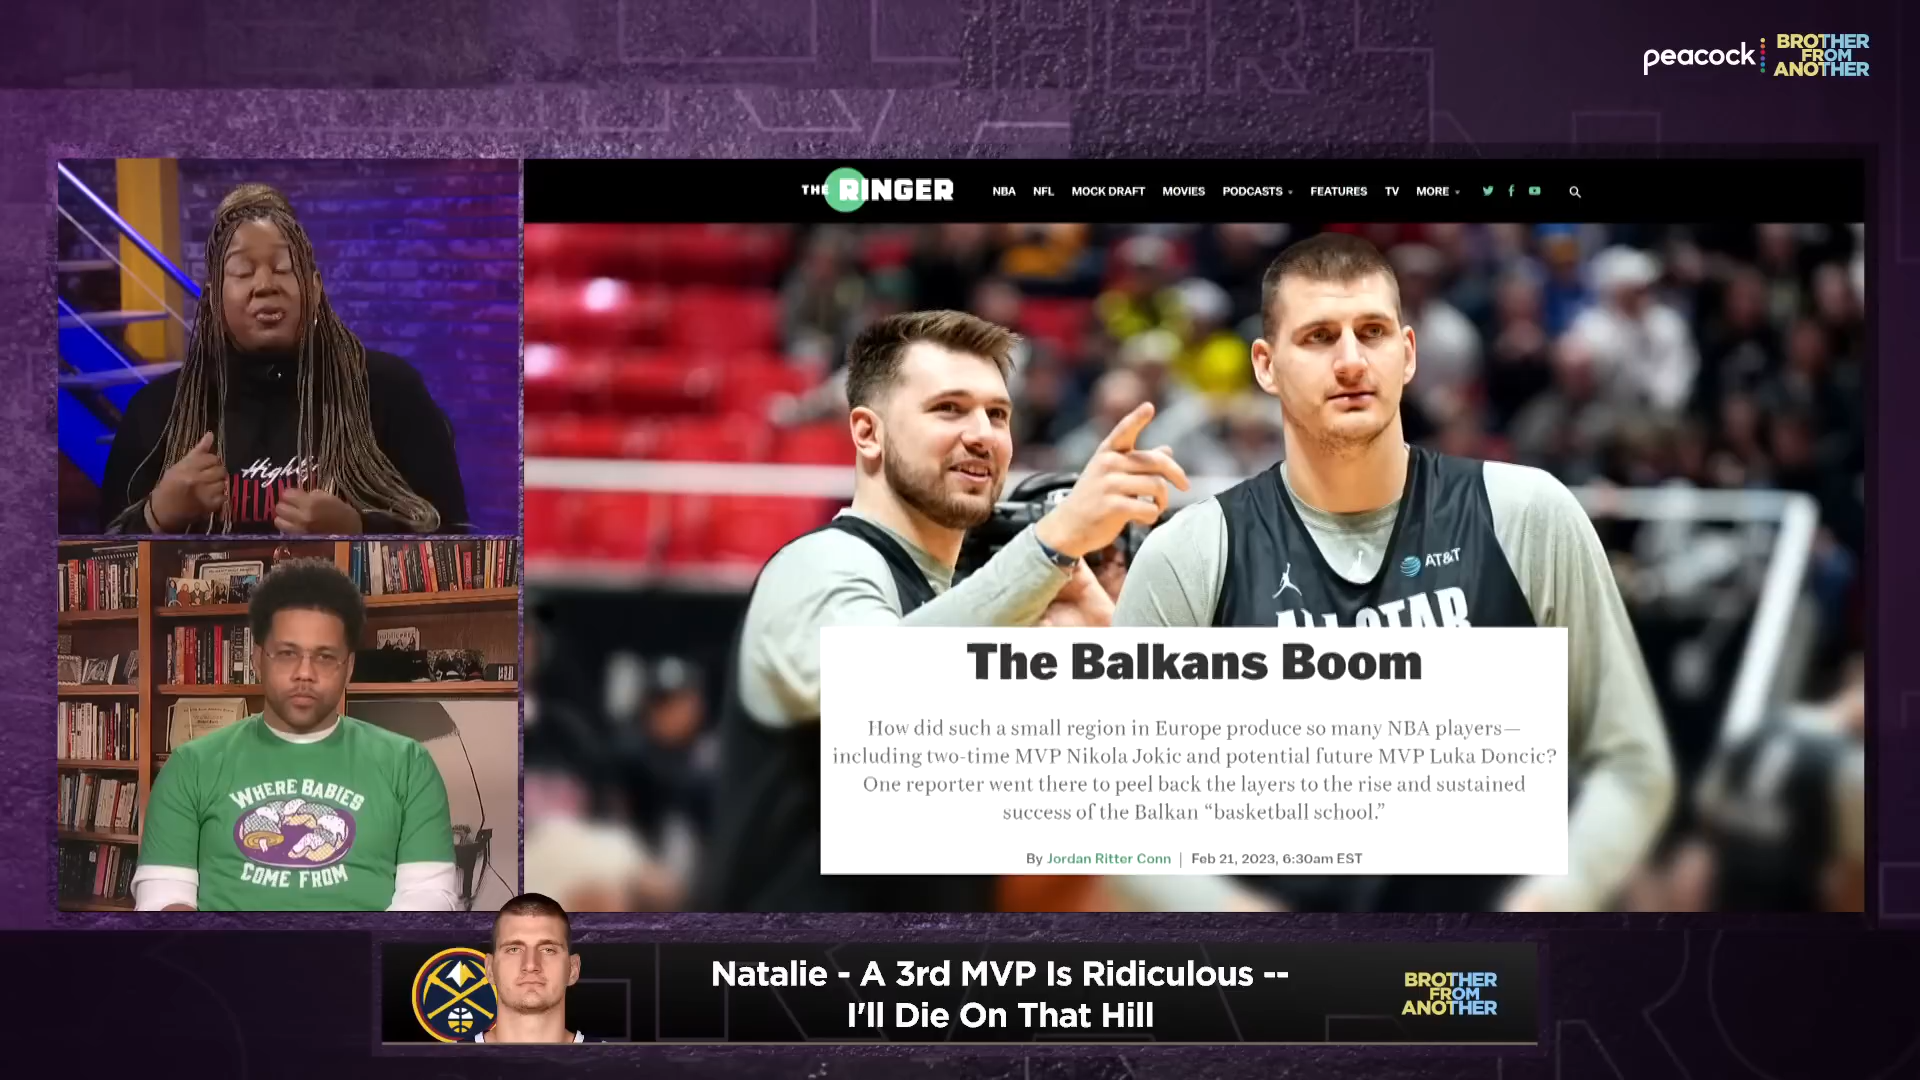 peacock
BROTHER
FROM
ANOTHER
THE RINGER
NBA NFL MOCK DRAFT MOVIES PODCASTS FEATURES TV MORE
AT&T
ALL STAR
The Balkans Boom
How did such a small region in Europe produce so many NBA players—
including two-time MVP Nikola Jokic and potential future MVP Luka Doncic?
One reporter went there to peel back the layers to the rise and sustained
success of the Balkan “basketball school.”
By Jordan Ritter Conn | Feb 21, 2023, 6:30am EST
Highly
WHERE BABIES
COME FROM
Natalie - A 3rd MVP Is Ridiculous --
I'll Die On That Hill
BROTHER
FROM
ANOTHER